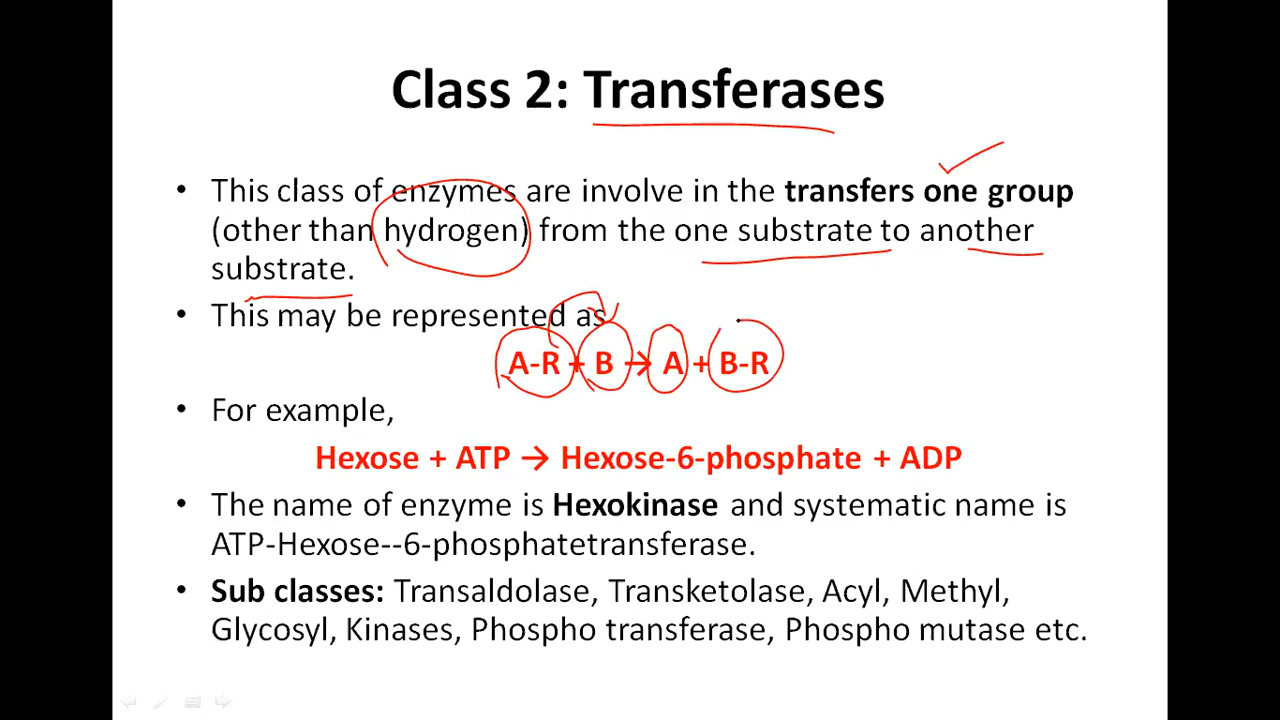 Class 2: Transferases
• This class of enzymes are involve in the transfers one group
(other than hydrogen) from the one substrate to another
substrate.
• This may be represented as
A-R + B → A + B-R
• For example,
Hexose + ATP → Hexose-6-phosphate + ADP
• The name of enzyme is Hexokinase and systematic name is
ATP-Hexose--6-phosphatetransferase.
• Sub classes: Transaldolase, Transketolase, Acyl, Methyl,
Glycosyl, Kinases, Phospho transferase, Phospho mutase etc.